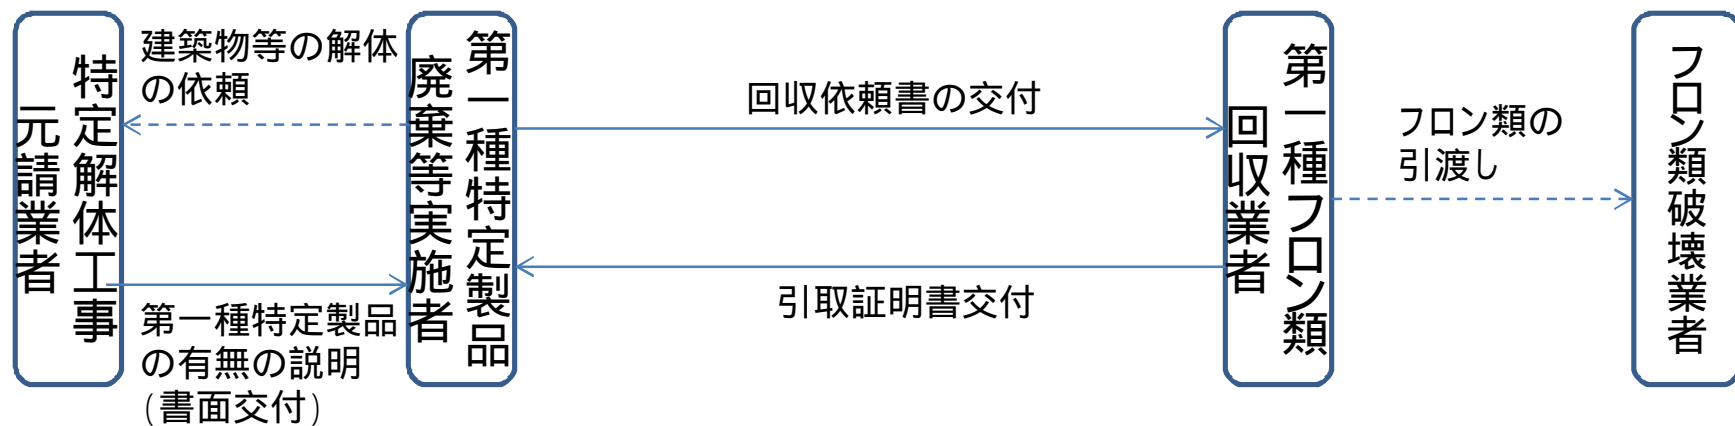 特定解体工事
元請業者
建築物等の解体
の依頼
第一種特定製品
の有無の説明
(書面交付)
第一種特定製品
廃棄等実施者
回収依頼書の交付
引取証明書交付
第一種フロン類
回収業者
フロン類の
引渡し
フロン類破壊業者